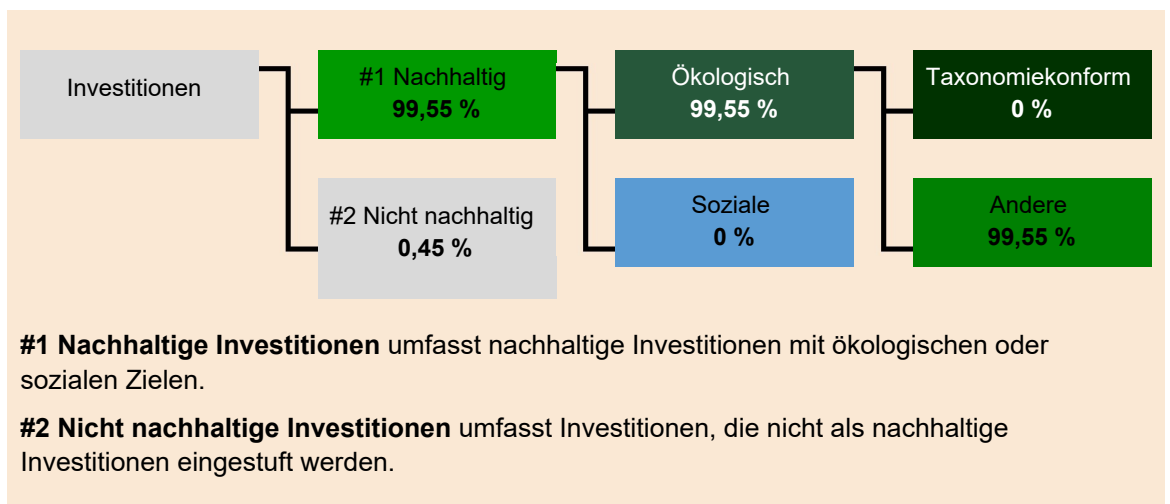 Investitionen
#1 Nachhaltig
99,55 %
Ökologisch
99,55 %
Taxonomiekonform
0 %
#2 Nicht nachhaltig
0,45 %
Soziale
0 %
Andere
99,55 %
#1 Nachhaltige Investitionen umfasst nachhaltige Investitionen mit ökologischen oder
sozialen Zielen.
#2 Nicht nachhaltige Investitionen umfasst Investitionen, die nicht als nachhaltige
Investitionen eingestuft werden.